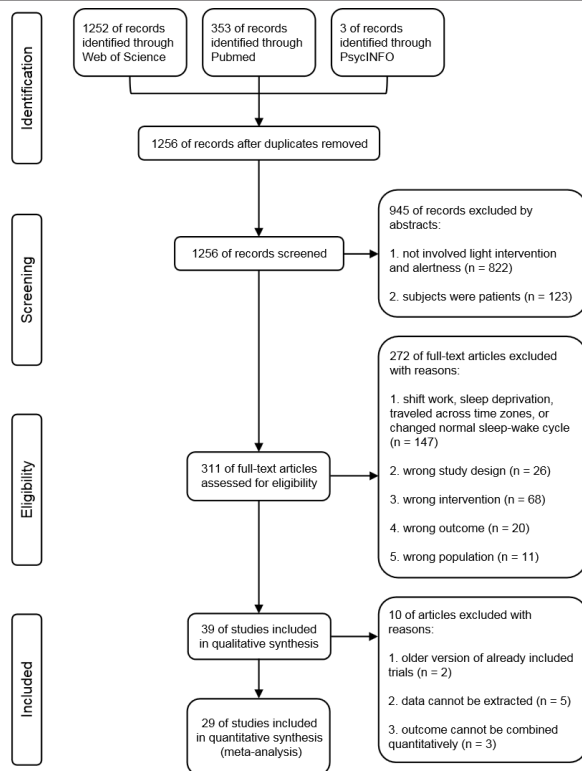 Identification
1252 of records
identified through
Web of Science
353 of records
identified through
Pubmed
3 of records
identified through
PsycINFO
1256 of records after duplicates removed
Screening
1256 of records screened
945 of records excluded by
abstracts:
1. not involved light intervention
and alertness (n = 822)
2. subjects were patients (n = 123)
Eligibility
311 of full-text articles
assessed for eligibility
272 of full-text articles excluded
with reasons:
1. shift work, sleep deprivation,
traveled across time zones, or
changed normal sleep-wake cycle
(n = 147)
2. wrong study design (n = 26)
3. wrong intervention (n = 68)
4. wrong outcome (n = 20)
5. wrong population (n = 11)
Included
39 of studies included
in qualitative synthesis
10 of articles excluded with
reasons:
1. older version of already included
trials (n = 2)
2. data cannot be extracted (n = 5)
3. outcome cannot be combined
quantitatively (n = 3)
29 of studies included
in quantitative synthesis
(meta-analysis)